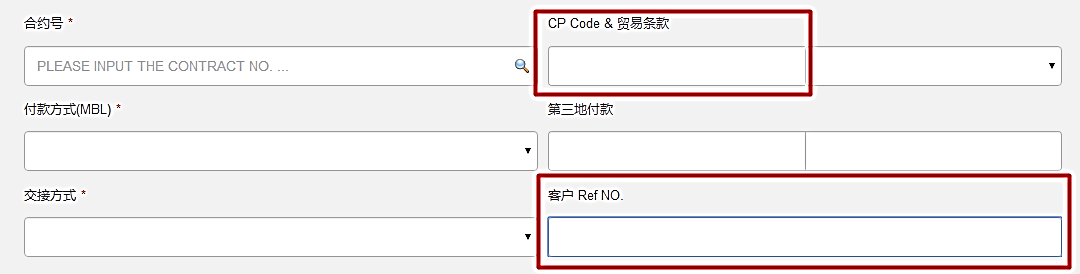 合约号 *
CP Code & 贸易条款
PLEASE INPUT THE CONTRACT NO. ...
付款方式(MBL) *
第三地付款
交接方式 *
客户 Ref NO.